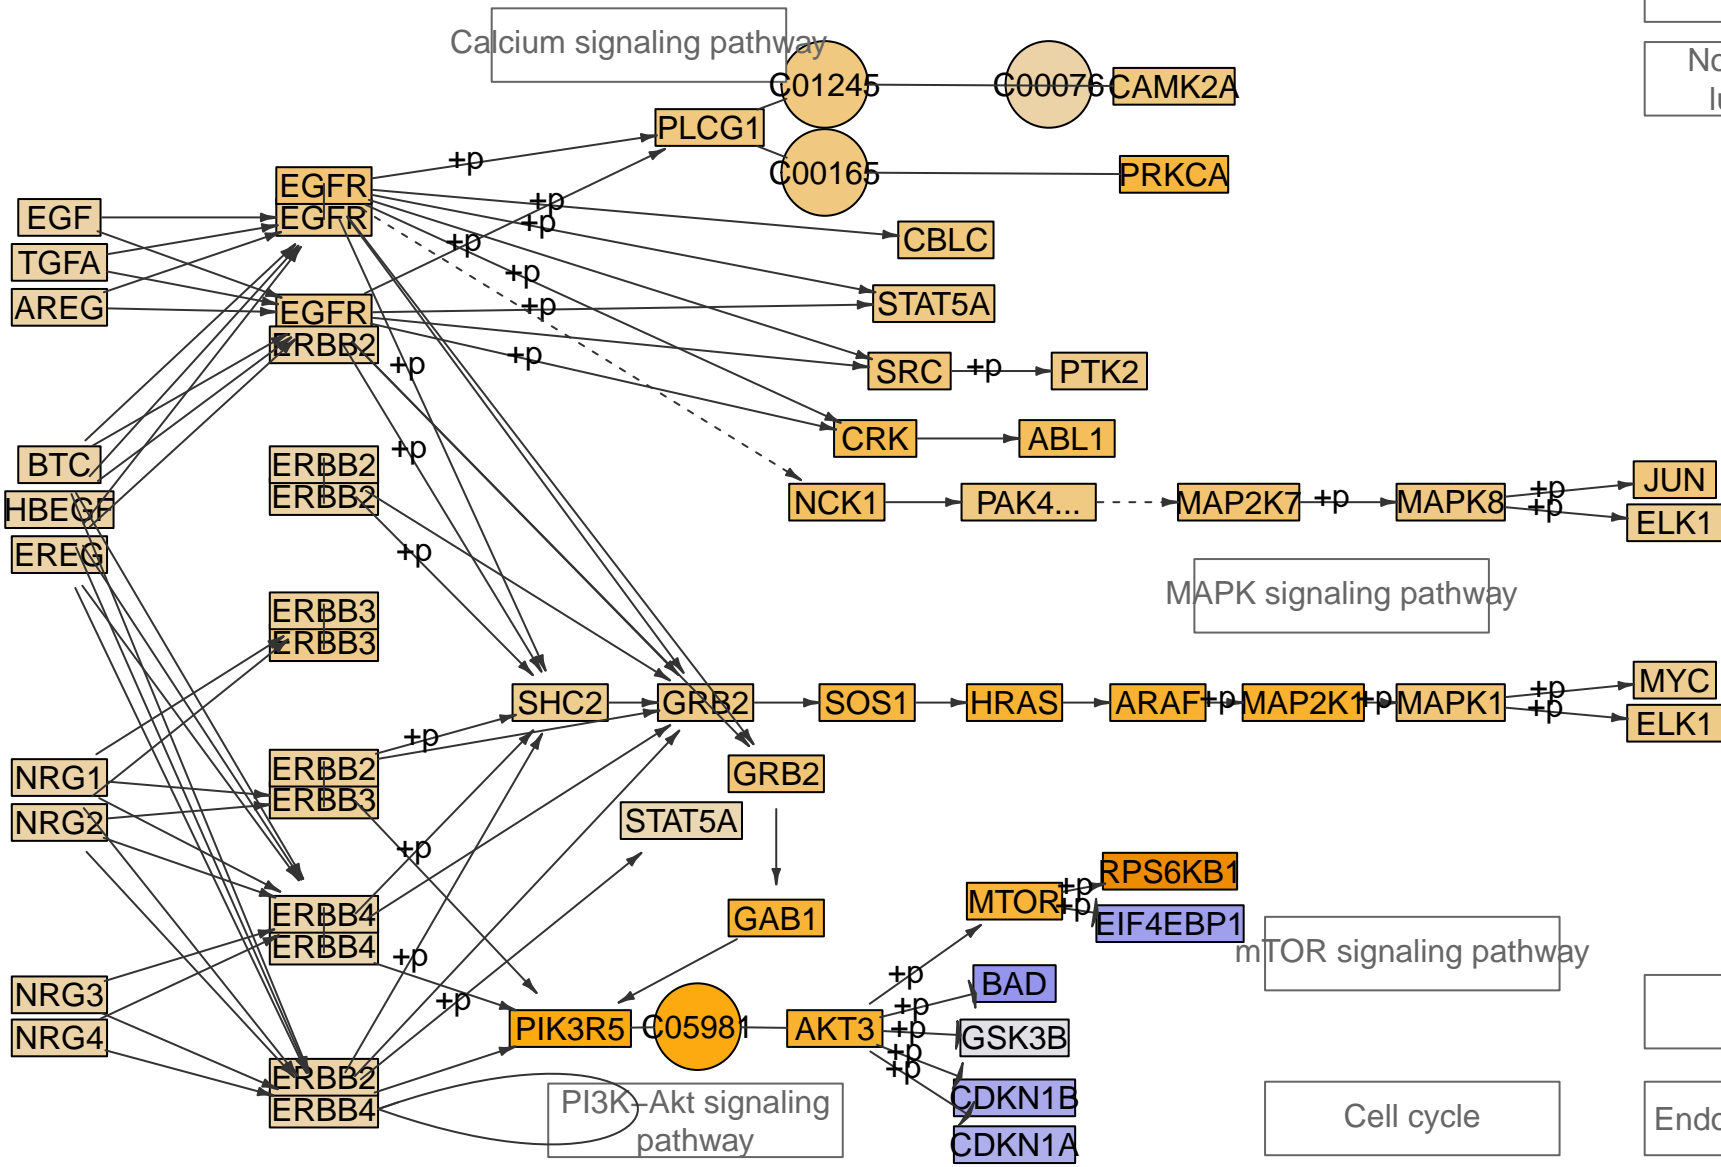 Calcium signaling pathway
No
lu
C01245
C00076
CAMK2A
PLCG1
C00165
PRKCA
+p
EGFR
EGFR
EGF
TGFA
AREG
+p
+p
+p
+p
+p
CBLC
STAT5A
EGFR
ERBB2
+p
+p
SRC
+p
PTK2
CRK
ABL1
BTC
HBEGF
EREG
ERBB2
ERBB2
+p
+p
NCK1
PAK4...
MAP2K7
+p
MAPK8
+p
+p
JUN
ELK1
MAPK signaling pathway
ERBB3
ERBB3
SHC2
GRB2
SOS1
HRAS
ARAF
+p
MAP2K1
+p
MAPK1
+p
+p
MYC
ELK1
NRG1
NRG2
ERBB2
ERBB3
+p
GRB2
STAT5A
+p
ERBB4
ERBB4
+p
+p
GAB1
MTOR
+p
+p
RPS6KB1
EIF4EBP1
mTOR signaling pathway
NRG3
NRG4
PIK3R5
C05981
AKT3
+p
+p
+p
+p
+p
BAD
GSK3B
CDKN1B
CDKN1A
ERBB2
ERBB4
PI3K–Akt signaling
pathway
Cell cycle
Endo